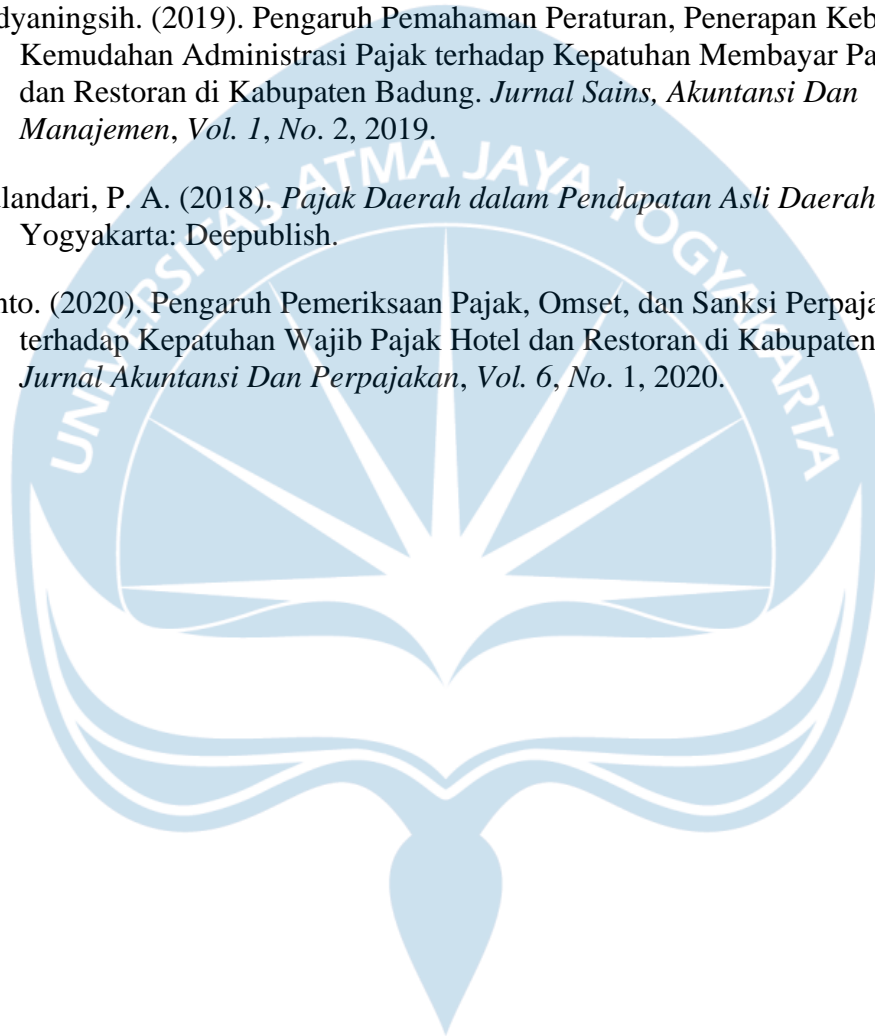 dyaningsih. (2019). Pengaruh Pemahaman Peraturan, Penerapan Keb
Kemudahan Administrasi Pajak terhadap Kepatuhan Membayar Pa
dan Restoran di Kabupaten Badung. Jurnal Sains, Akuntansi Dan
Manajemen, Vol. 1, No. 2, 2019.
landari, P. A. (2018). Pajak Daerah dalam Pendapatan Asli Daerah
Yogyakarta: Deepublish.
nto. (2020). Pengaruh Pemeriksaan Pajak, Omset, dan Sanksi Perpaja
terhadap Kepatuhan Wajib Pajak Hotel dan Restoran di Kabupaten
Jurnal Akuntansi Dan Perpajakan, Vol. 6, No. 1, 2020.
UNIVERSITAS ATMA JAYA YOGYAKARTA